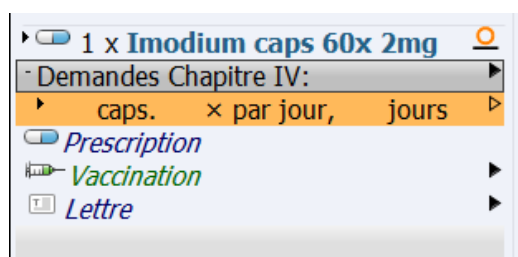 1 x Imodium caps 60x 2mg
- Demandes Chapitre IV:
caps. × par jour, jours
Prescription
Vaccination
Lettre